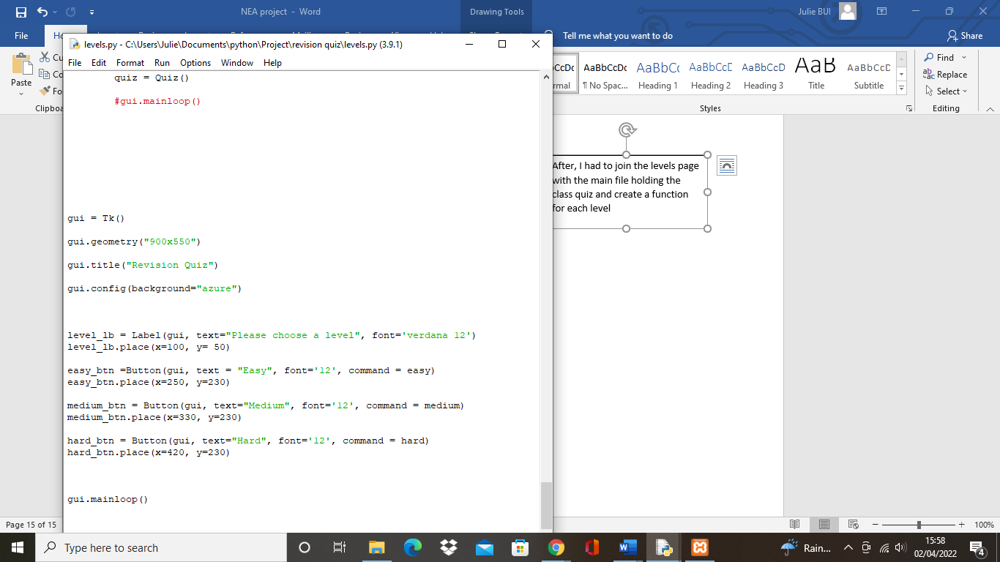 NEA project - Word
Drawing Tools
Julie BUI
File
Tell me what you want to do
Share
levels.py - C:\Users\Julie\Documents\python\Project\revision quiz\levels.py (3.9.1)
File Edit Format Run Options Window Help
Paste
Cu
Co
Fo
Clipboa
quiz = Quiz()
#gui.mainloop()
gui = Tk()
gui.geometry("900x550")
gui.title("Revision Quiz")
gui.config(background="azure")
level_lb = Label(gui, text="Please choose a level", font='verdana 12')
level_lb.place(x=100, y= 50)
easy_btn =Button(gui, text = "Easy", font='12', command = easy)
easy_btn.place(x=250, y=230)
medium_btn = Button(gui, text="Medium", font='12', command = medium)
medium_btn.place(x=330, y=230)
hard_btn = Button(gui, text="Hard", font='12', command = hard)
hard_btn.place(x=420, y=230)
gui.mainloop()
AaBbCcDc AaBbCc AaBbCcD AaBbCcD AaB AaBbCcD
rmal ¶ No Spac... Heading 1 Heading 2 Heading 3 Title Subtitle
Styles
Find
Replace
Select
Editing
After, I had to join the levels page
with the main file holding the
class quiz and create a function
for each level
Page 15 of 15
100%
Type here to search
Rain...
15:58
02/04/2022
4